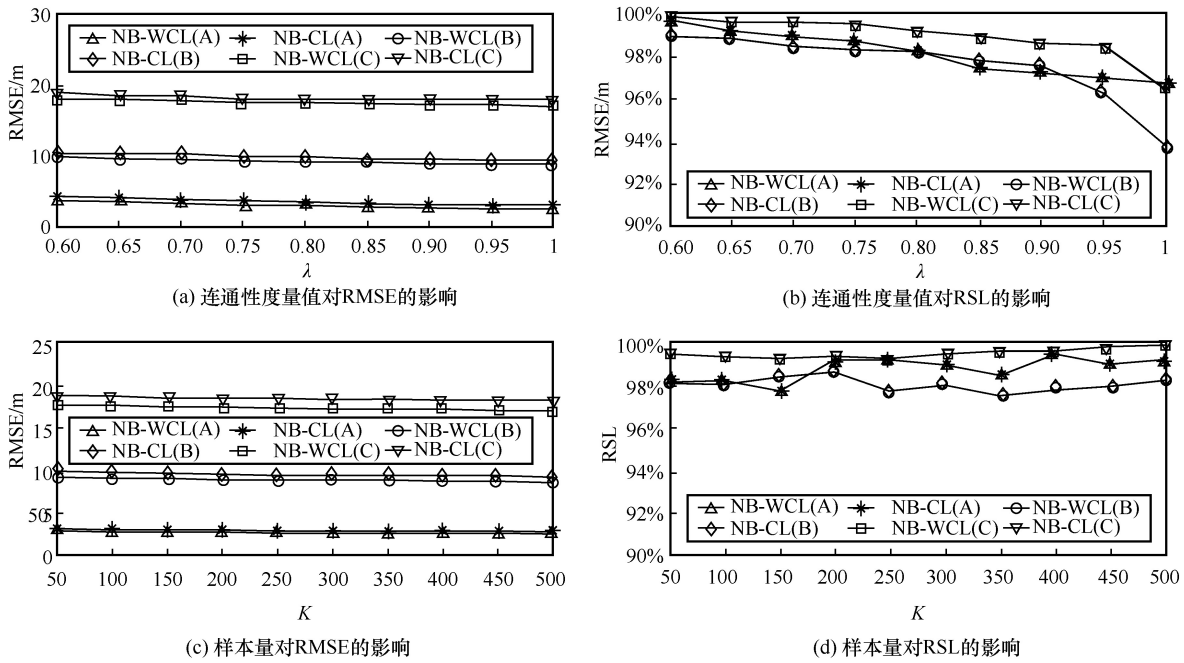 30
NB-WCL(A) NB-CL(A) NB-WCL(B)
NB-CL(B) NB-WCL(C) NB-CL(C)
20
RMSE/m
10
0
0.60 0.65 0.70 0.75 0.80 0.85 0.90 0.95 1
λ
(a) 连通性度量值对RMSE的影响
100%
98%
96%
RMSE/m
94%
92%
NB-WCL(A) NB-CL(A) NB-WCL(B)
NB-CL(B) NB-WCL(C) NB-CL(C)
90%
0.60 0.65 0.70 0.75 0.80 0.85 0.90 0.95 1
λ
(b) 连通性度量值对RSL的影响
25
20
15
RMSE/m
NB-WCL(A) NB-CL(A) NB-WCL(B)
NB-CL(B) NB-WCL(C) NB-CL(C)
10
50
5
0
50 100 150 200 250 300 350 400 450 500
K
(c) 样本量对RMSE的影响
100%
98%
96%
RSL
94%
92%
NB-WCL(A) NB-CL(A) NB-WCL(B)
NB-CL(B) NB-WCL(C) NB-CL(C)
90%
50 100 150 200 250 300 350 400 450 500
K
(d) 样本量对RSL的影响